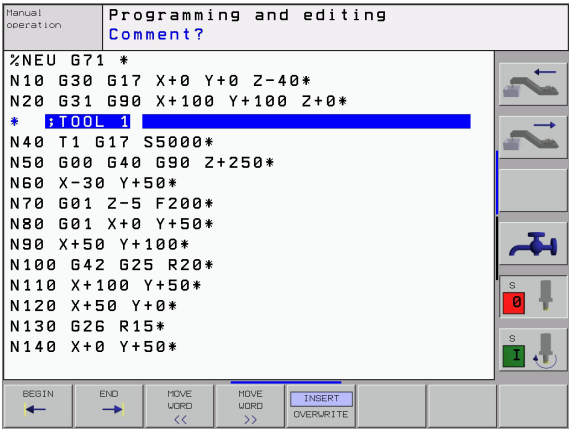 Manual
operation
Programming and editing
Comment?
%NEU G71 *
N10 G30 G17 X+0 Y+0 Z-40*
N20 G31 G90 X+100 Y+100 Z+0*
* ;TOOL 1
N40 T1 G17 S5000*
N50 G00 G40 G90 Z+250*
N60 X-30 Y+50*
N70 G01 Z-5 F200*
N80 G01 X+0 Y+50*
N90 X+50 Y+100*
N100 G42 G25 R20*
N110 X+100 Y+50*
N120 X+50 Y+0*
N130 G26 R15*
N140 X+0 Y+50*
S
0
S
I
BEGIN
END
MOVE
WORD
<<
MOVE
WORD
>>
INSERT
OVERWRITE